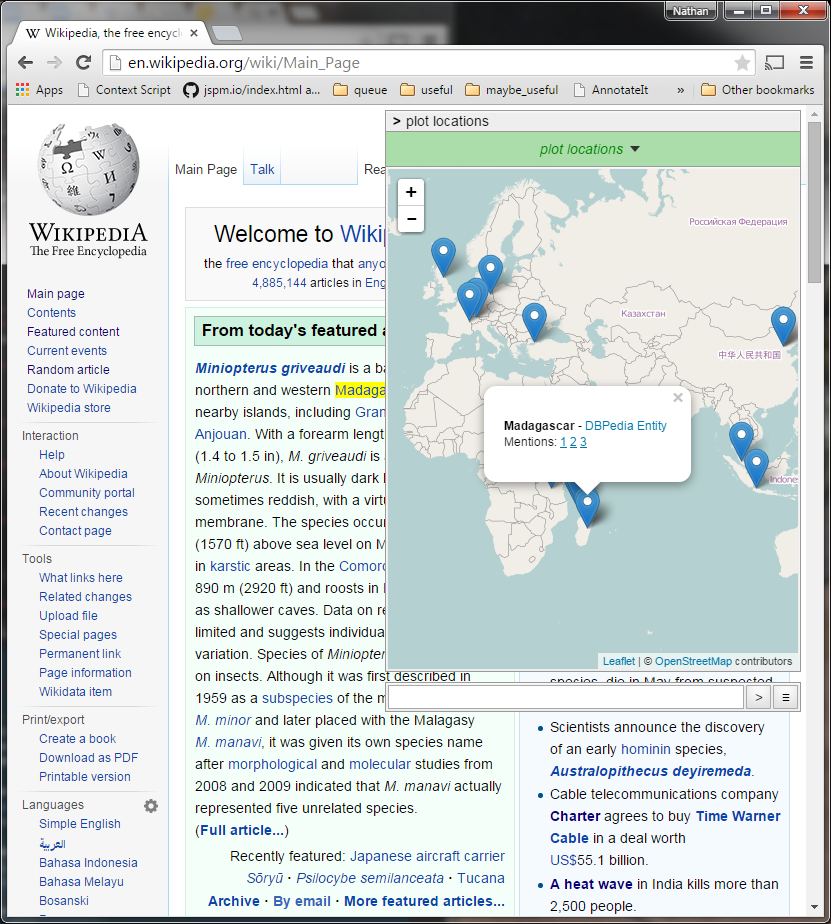 Nathan
Wikipedia, the free encycl
en.wikipedia.org/wiki/Main_Page
Apps
Context Script
jspm.io/index.html a...
queue
useful
maybe_useful
AnnotateIt
»
Other bookmarks
WIKIPEDIA
The Free Encyclopedia
Main page
Contents
Featured content
Current events
Random article
Donate to Wikipedia
Wikipedia store
Interaction
Help
About Wikipedia
Community portal
Recent changes
Contact page
Tools
What links here
Related changes
Upload file
Special pages
Permanent link
Page information
Wikidata item
Print/export
Create a book
Download as PDF
Printable version
Languages
Simple English
العربية
Bahasa Indonesia
Bahasa Melayu
Bosanski
Main Page Talk Rea
Welcome to Wikip
the free encyclopedia that anyo
4,885,144 articles in Eng
From today's featured a
Miniopterus griveaudi is a ba
northern and western Madaga
nearby islands, including Gran
Anjouan. With a forearm lengt
(1.4 to 1.5 in), M. griveaudi is
Miniopterus. It is usually dark b
sometimes reddish, with a virtu
membrane. The species occur
(1570 ft) above sea level on M
in karstic areas. In the Comoro
890 m (2920 ft) and roosts in l
as shallower caves. Data on re
limited and suggests individua
variation. Species of Miniopter
on insects. Although it was first described in
1959 as a subspecies of the m
M. minor and later placed with the Malagasy
M. manavi, it was given its own species name
after morphological and molecular studies from
2008 and 2009 indicated that M. manavi actually
represented five unrelated species.
(Full article...)
Recently featured: Japanese aircraft carrier
Sōryū · Psilocybe semilanceata · Tucana
Archive · By email · More featured articles...
> plot locations
plot locations
+
−
Российская Федерация
Казахстан
中华人民共和国
Indones
Madagascar - DBPedia Entity
Mentions: 1 2 3
Leaflet | © OpenStreetMap contributors
>
species, die in May from suspected
Scientists announce the discovery
of an early hominin species,
Australopithecus deyiremeda.
Cable telecommunications company
Charter agrees to buy Time Warner
Cable in a deal worth
US$55.1 billion.
A heat wave in India kills more than
2,500 people.